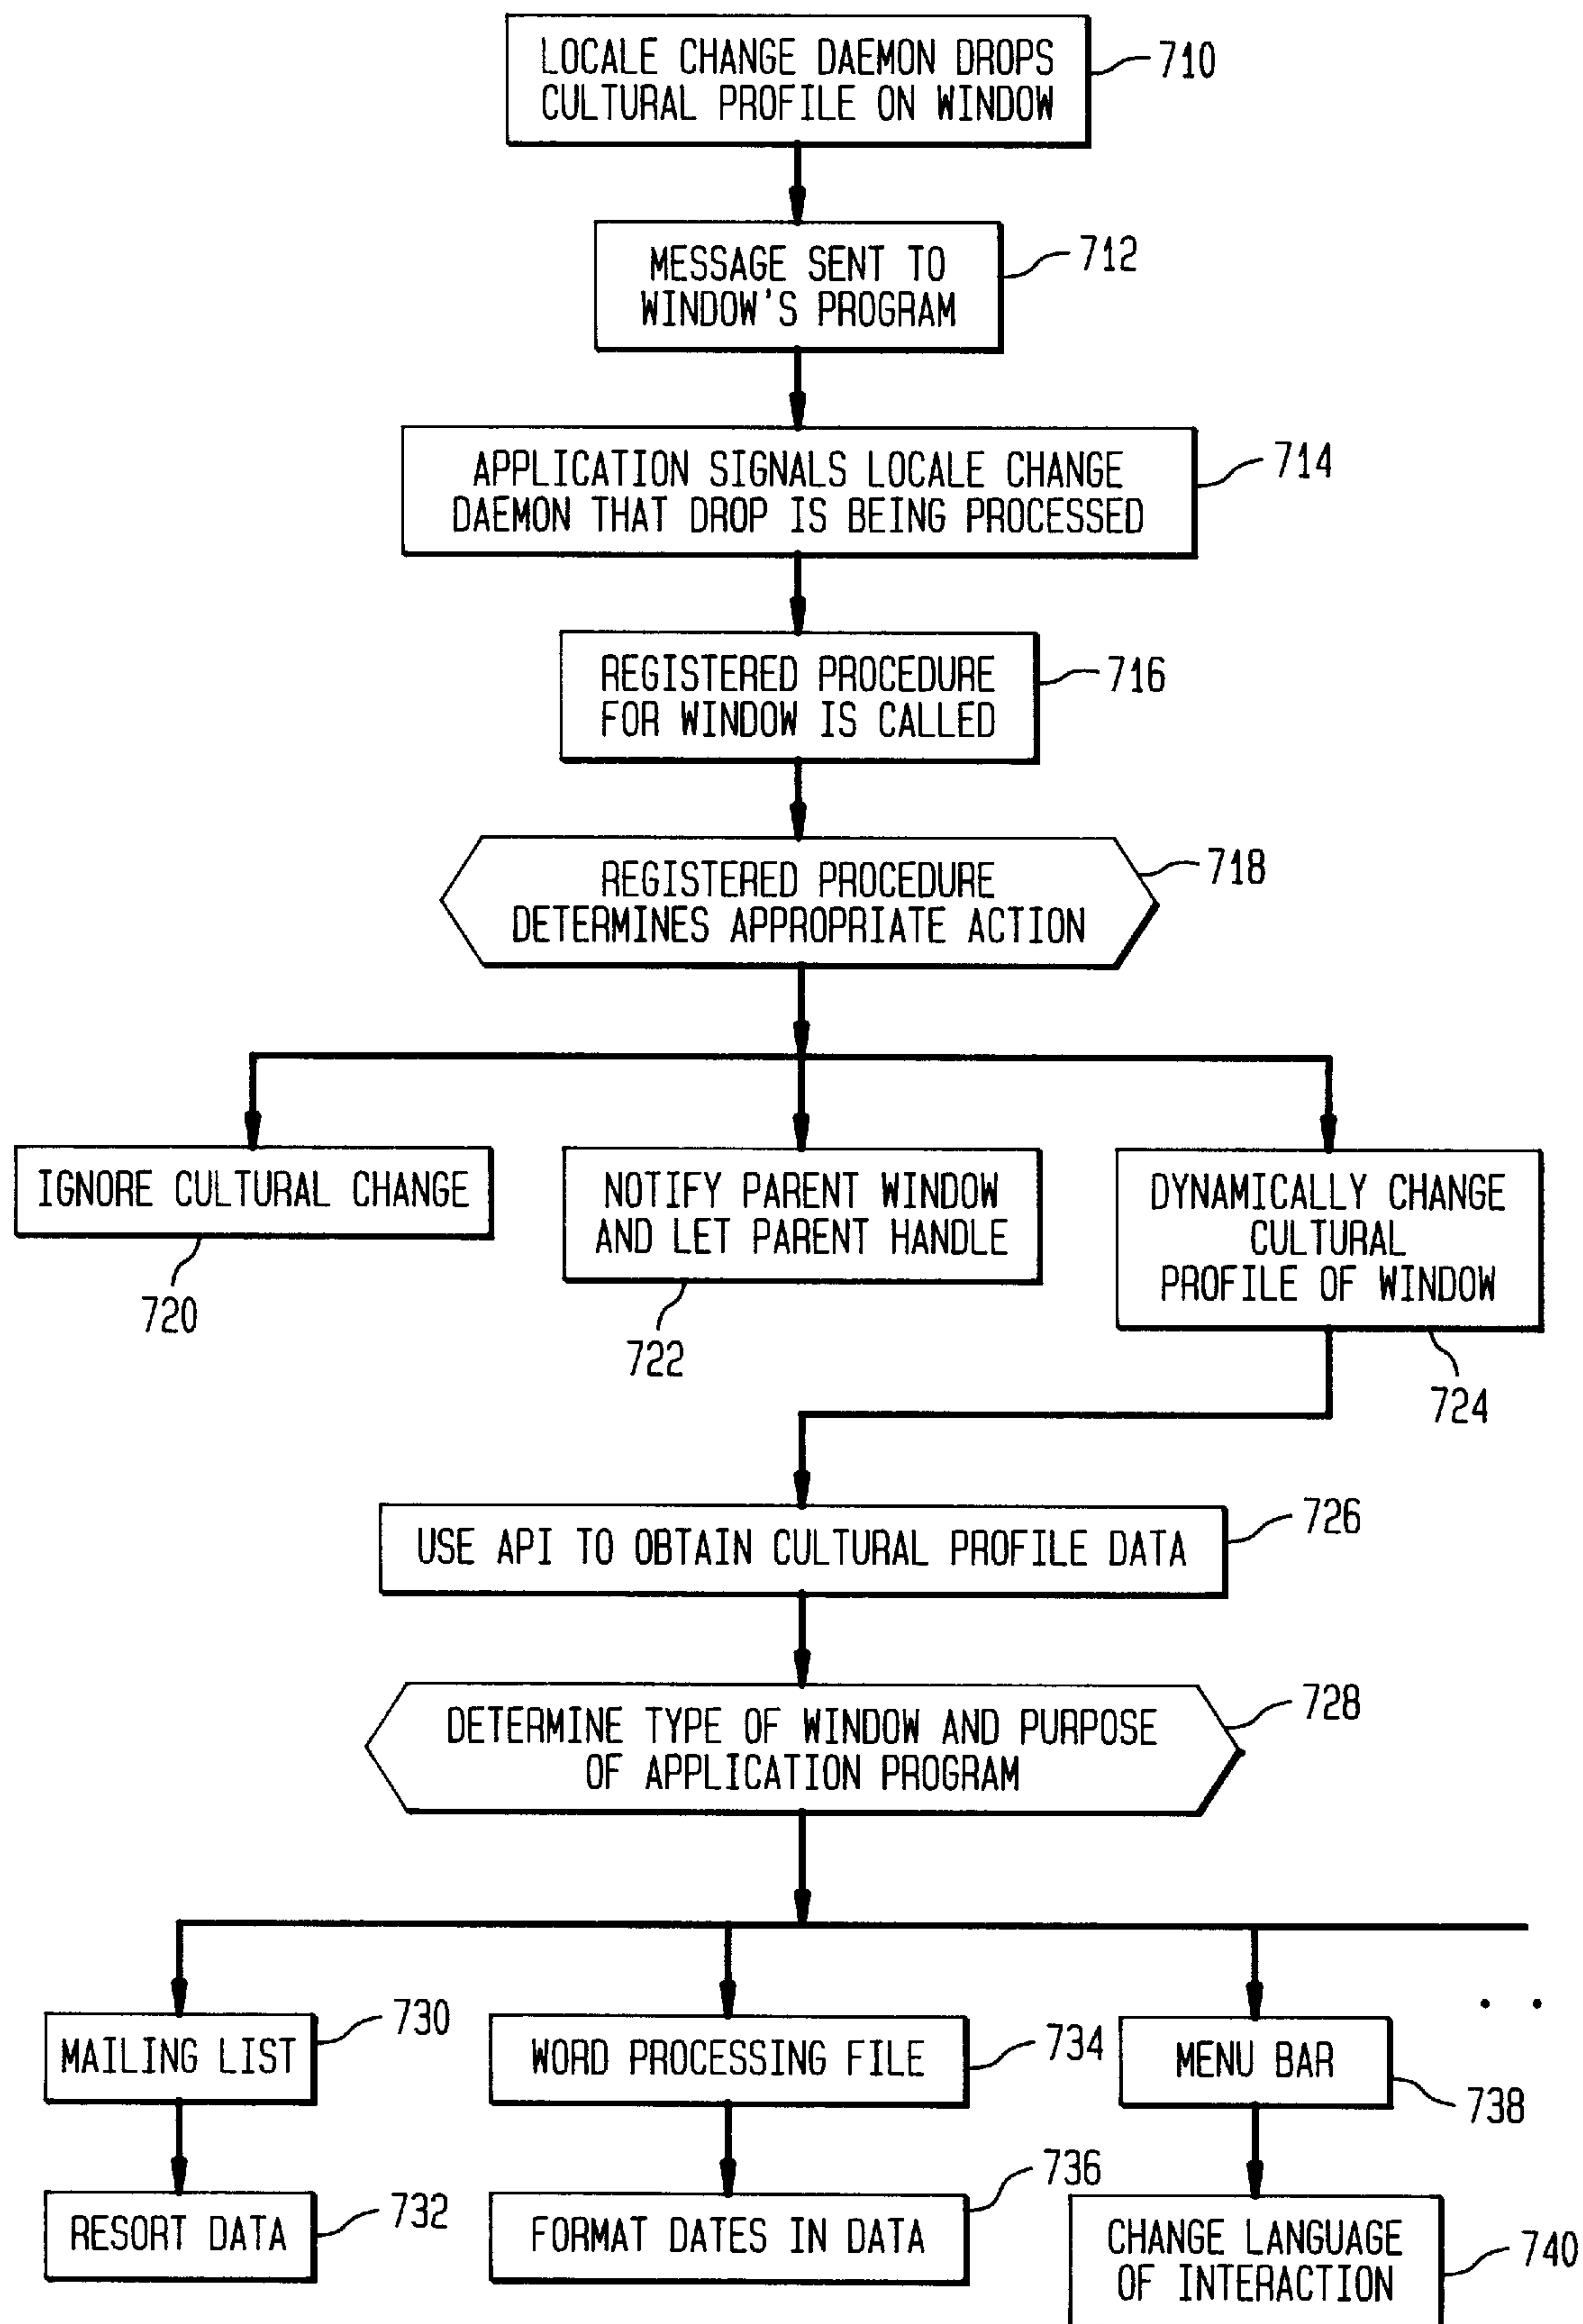 LOCALE CHANGE DAEMON DROPS
CULTURAL PROFILE ON WINDOW
710
MESSAGE SENT TO
WINDOW'S PROGRAM
712
APPLICATION SIGNALS LOCALE CHANGE
DAEMON THAT DROP IS BEING PROCESSED
714
REGISTERED PROCEDURE
FOR WINDOW IS CALLED
716
REGISTERED PROCEDURE
DETERMINES APPROPRIATE ACTION
718
IGNORE CULTURAL CHANGE
720
NOTIFY PARENT WINDOW
AND LET PARENT HANDLE
722
DYNAMICALLY CHANGE
CULTURAL
PROFILE OF WINDOW
724
USE API TO OBTAIN CULTURAL PROFILE DATA
726
DETERMINE TYPE OF WINDOW AND PURPOSE
OF APPLICATION PROGRAM
728
MAILING LIST
730
WORD PROCESSING FILE
734
MENU BAR
738
. .
RESORT DATA
732
FORMAT DATES IN DATA
736
CHANGE LANGUAGE
OF INTERACTION
740